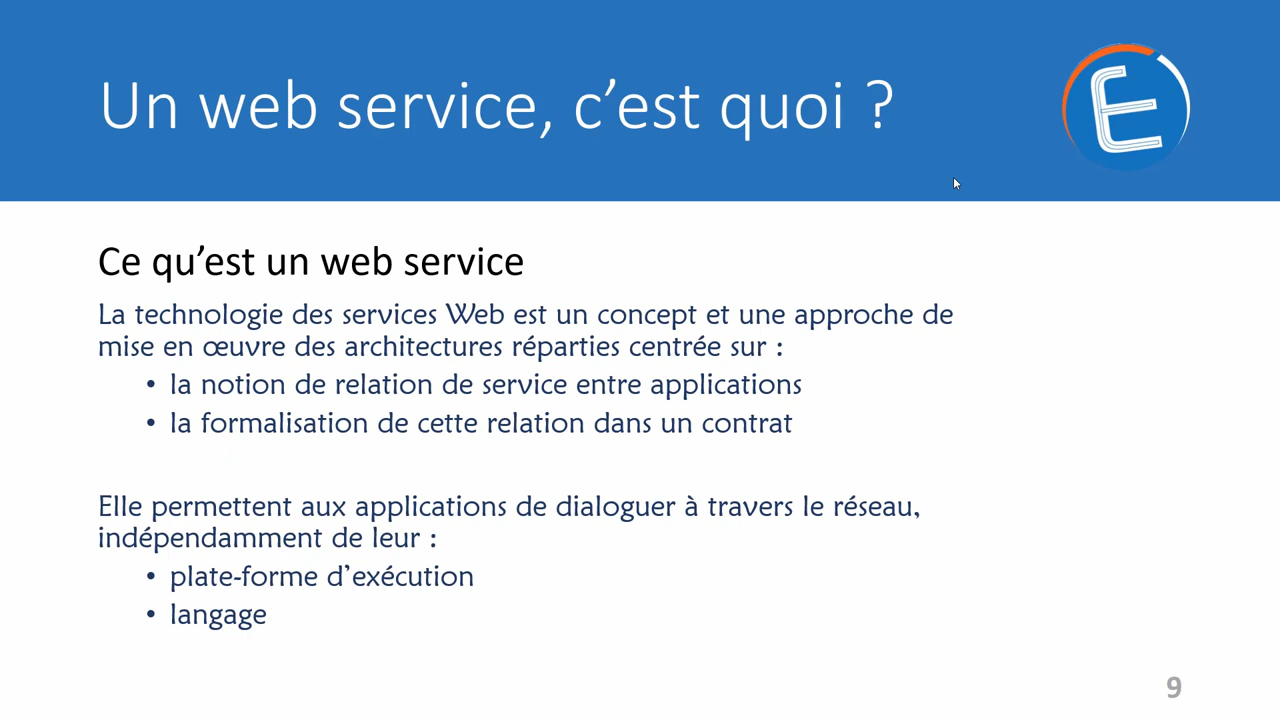 Un web service, c’est quoi ?
E
Ce qu’est un web service
La technologie des services Web est un concept et une approche de
mise en œuvre des architectures réparties centrée sur :
• la notion de relation de service entre applications
• la formalisation de cette relation dans un contrat
Elle permettent aux applications de dialoguer à travers le réseau,
indépendamment de leur :
• plate-forme d’exécution
• langage
9